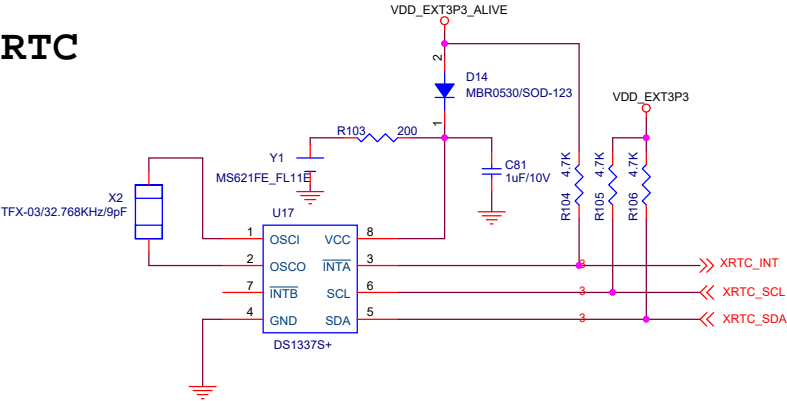 VDD_EXT3P3_ALIVE
RTC
2
D14
MBR0530/SOD-123
VDD_EXT3P3
1
R103 200
Y1
MS621FE_FL11E
C81
1uF/10V
4.7K 4.7K 4.7K
R104 R105 R106
X2
TFX-03/32.768KHz/9pF
U17
1 OSCI VCC 8
2 OSCO INTA 3 3 XRTC_INT
7 INTB SCL 6 3 XRTC_SCL
4 GND SDA 5 3 XRTC_SDA
DS1337S+